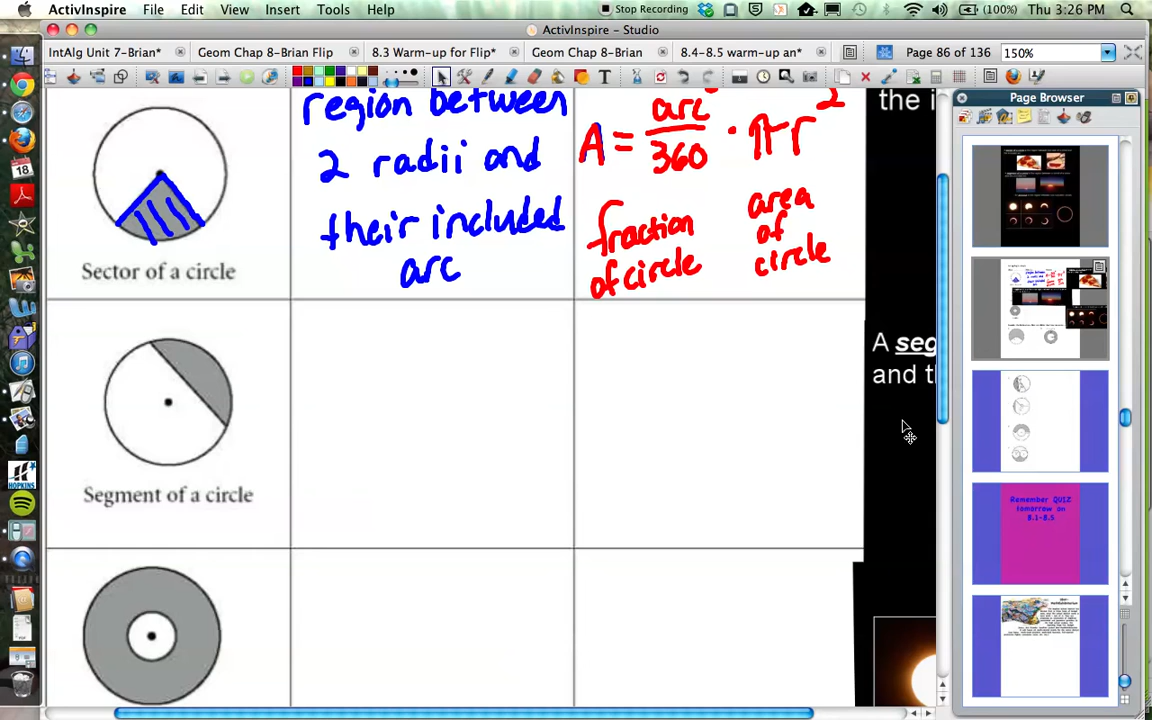 ActivInspire File Edit View Insert Tools Help Stop Recording (100%) Thu 3:26 PM
ActivInspire - Studio
IntAlg Unit 7-Brian* Geom Chap 8-Brian Flip 8.3 Warm-up for Flip* Geom Chap 8-Brian 8.4-8.5 warm-up an* Page 86 of 136 150%
Page Browser
region between
2 radii and
their included
arc
A = arc° / 360 · πr²
fraction
of circle
area
of
circle
the i
Sector of a circle
A seg
and th
Segment of a circle
Remember QUIZ
tomorrow on
8.1-8.5
18
HOPKINS